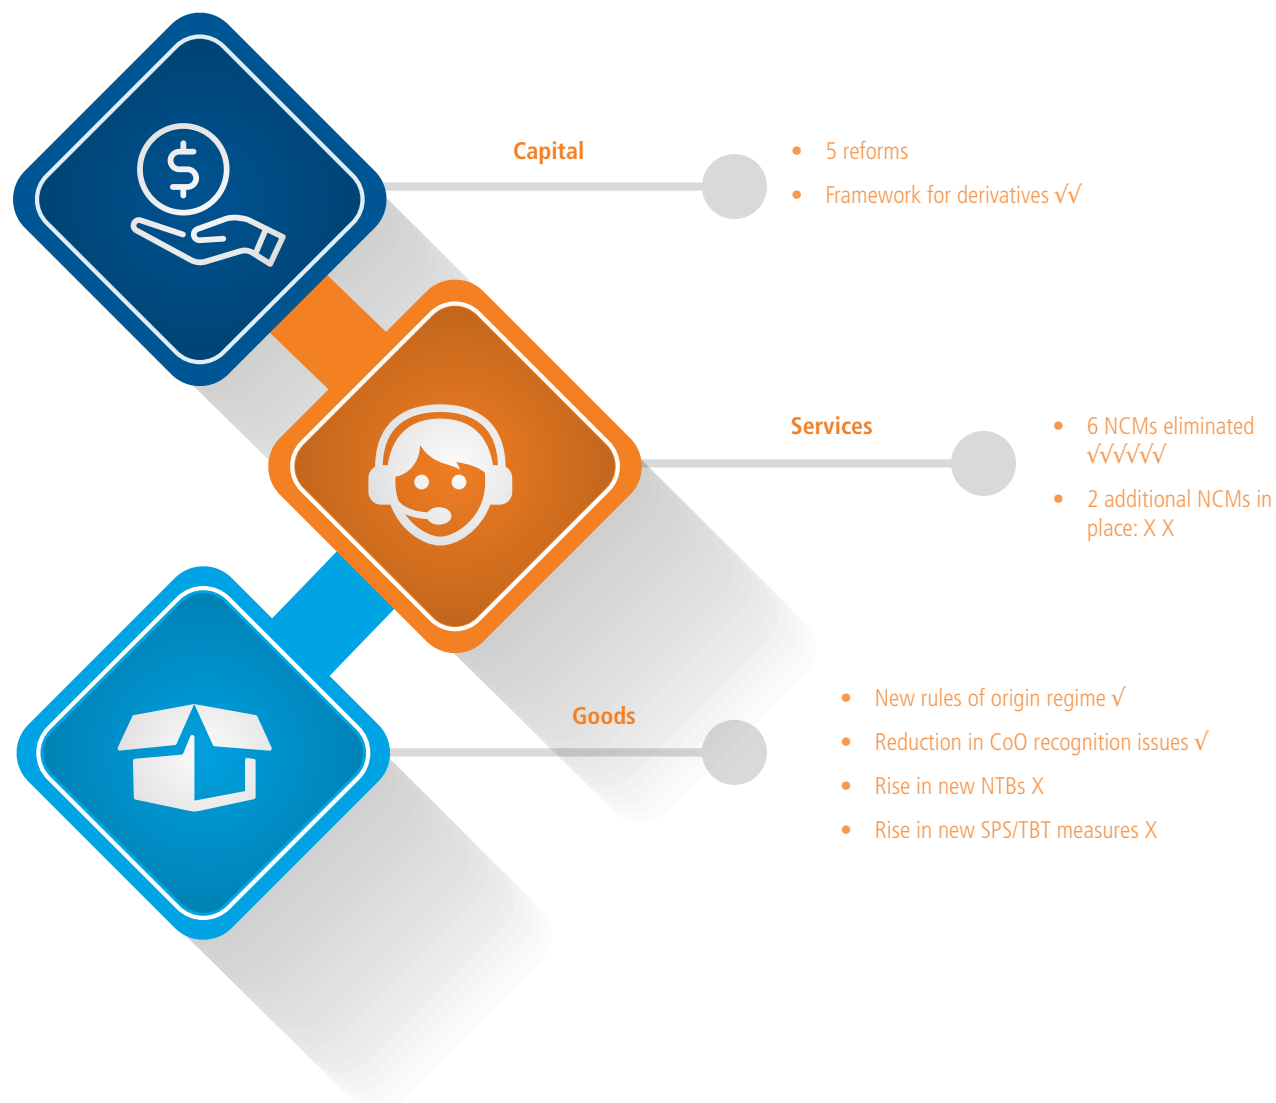 $
Capital
• 5 reforms
• Framework for derivatives √√
Services
• 6 NCMs eliminated
√√√√√√
• 2 additional NCMs in
place: X X
Goods
• New rules of origin regime √
• Reduction in CoO recognition issues √
• Rise in new NTBs X
• Rise in new SPS/TBT measures X